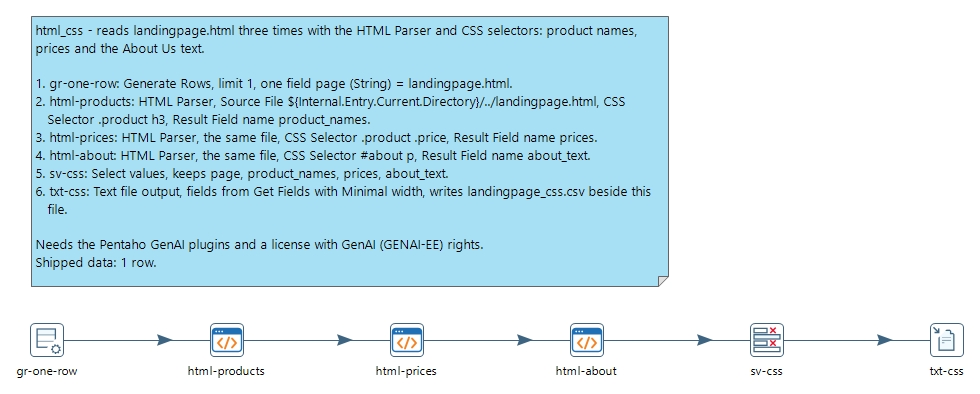 html_css - reads landingpage.html three times with the HTML Parser and CSS selectors: product names,
prices and the About Us text.
1. gr-one-row: Generate Rows, limit 1, one field page (String) = landingpage.html.
2. html-products: HTML Parser, Source File ${Internal.Entry.Current.Directory}/../landingpage.html, CSS
Selector .product h3, Result Field name product_names.
3. html-prices: HTML Parser, the same file, CSS Selector .product .price, Result Field name prices.
4. html-about: HTML Parser, the same file, CSS Selector #about p, Result Field name about_text.
5. sv-css: Select values, keeps page, product_names, prices, about_text.
6. txt-css: Text file output, fields from Get Fields with Minimal width, writes landingpage_css.csv beside this
file.
Needs the Pentaho GenAI plugins and a license with GenAI (GENAI-EE) rights.
Shipped data: 1 row.
gr-one-row
html-products
html-prices
html-about
sv-css
txt-css